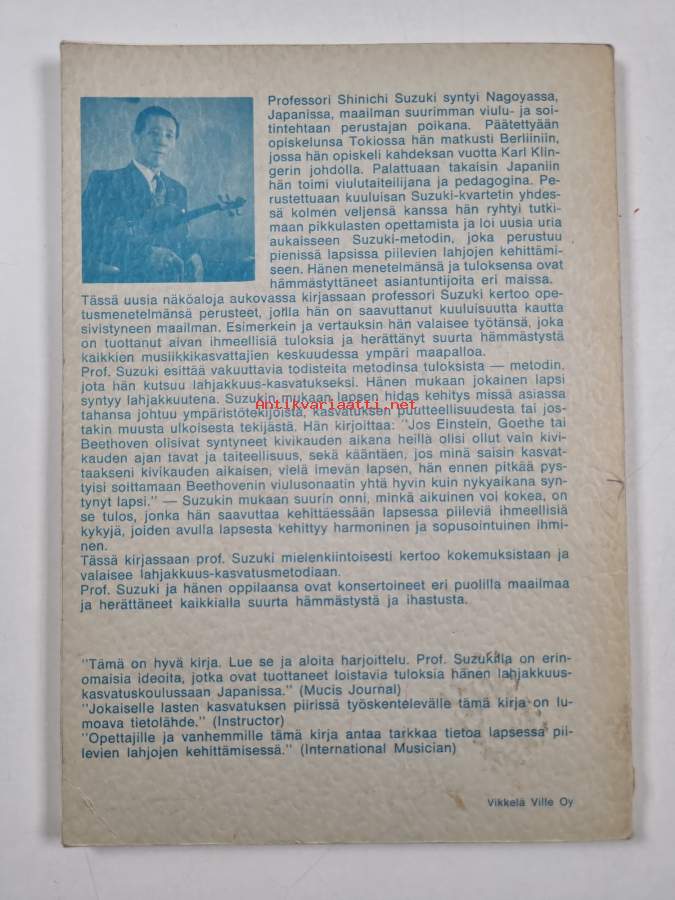 Professori Shinichi Suzuki syntyi Nagoyassa,
Japanissa, maailman suurimman viulu- ja soi-
tintehtaan perustajan poikana. Päätettyään
opiskelunsa Tokiossa hän matkusti Berliiniin,
jossa hän opiskeli kahdeksan vuotta Karl Klin-
gerin johdolla. Palattuaan takaisin Japaniin
hän toimi viulutaiteilijana ja pedagogina. Pe-
rustettuaan kuuluisan Suzuki-kvartetin yhdes-
sä kolmen veljensä kanssa hän ryhtyi tutki-
maan pikkulasten opettamista ja loi uusia uria
aukaisseen Suzuki-metodin, joka perustuu
pienissä lapsissa piilevien lahjojen kehittämi-
seen. Hänen menetelmänsä ja tuloksensa ovat
hämmästyttäneet asiantuntijoita eri maissa.
Tässä uusia näköaloja aukovassa kirjassaan professori Suzuki kertoo ope-
tusmenetelmänsä perusteet, joilla hän on saavuttanut kuuluisuutta kautta
sivistyneen maailman. Esimerkein ja vertauksin hän valaisee työtänsä, joka
on tuottanut aivan ihmeellisiä tuloksia ja herättänyt suurta hämmästystä
kaikkien musiikkikasvattajien keskuudessa ympäri maapalloa.
Prof. Suzuki esittää vakuuttavia todisteita metodinsa tuloksista — metodin,
jota hän kutsuu lahjakkuus-kasvatukseksi. Hänen mukaan jokainen lapsi
syntyy lahjakkuutena. Suzukin mukaan lapsen hidas kehitys missä asiassa
Antikvariaatti.net
tahansa johtuu ympäristötekijöistä, kasvatuksen puutteellisuudesta tai jos-
takin muusta ulkoisesta tekijästä. Hän kirjoittaa: "Jos Einstein, Goethe tai
Beethoven olisivat syntyneet kivikauden aikana heillä olisi ollut vain kivi-
kauden ajan tavat ja taiteellisuus, sekä kääntäen, jos minä saisin kasvat-
taakseni kivikauden aikaisen, vielä imevän lapsen, hän ennen pitkää pys-
tyisi soittamaan Beethovenin viulusonaatin yhtä hyvin kuin nykyaikana syn-
tynyt lapsi." — Suzukin mukaan suurin onni, minkä aikuinen voi kokea, on
se tulos, jonka hän saavuttaa kehittäessään lapsessa piileviä ihmeellisiä
kykyjä, joiden avulla lapsesta kehittyy harmoninen ja sopusointuinen ihmi-
nen.
Tässä kirjassaan prof. Suzuki mielenkiintoisesti kertoo kokemuksistaan ja
valaisee lahjakkuus-kasvatusmetodiaan.
Prof. Suzuki ja hänen oppilaansa ovat konsertoineet eri puolilla maailmaa
ja herättäneet kaikkialla suurta hämmästystä ja ihastusta.
"Tämä on hyvä kirja. Lue se ja aloita harjoittelu. Prof. Suzukilla on erin-
omaisia ideoita, jotka ovat tuottaneet loistavia tuloksia hänen lahjakkuus-
kasvatuskoulussaan Japanissa." (Mucis Journal)
"Jokaiselle lasten kasvatuksen piirissä työskentelevälle tämä kirja on lu-
moava tietolähde." (Instructor)
"Opettajille ja vanhemmille tämä kirja antaa tarkkaa tietoa lapsessa pii-
levien lahjojen kehittämisessä." (International Musician)
Vikkelä Ville Oy